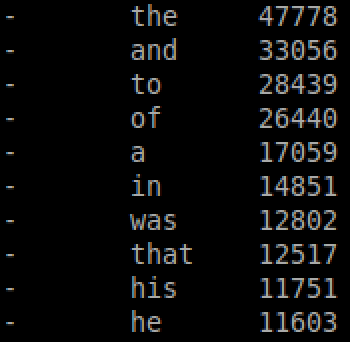 - the 47778
- and 33056
- to 28439
- of 26440
- a 17059
- in 14851
- was 12802
- that 12517
- his 11751
- he 11603